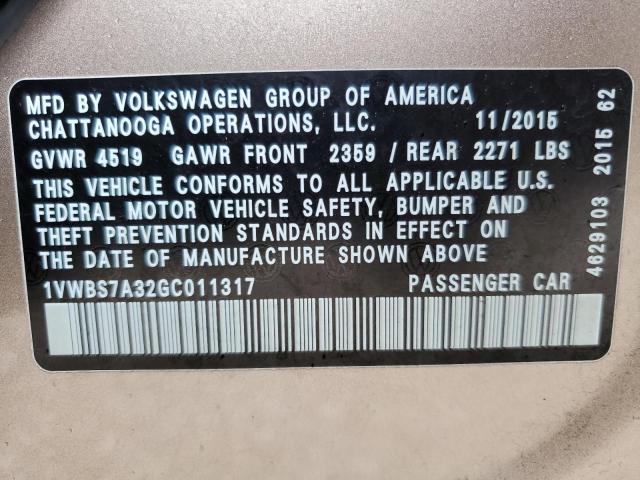 MFD BY VOLKSWAGEN GROUP OF AMERICA
CHATTANOOGA OPERATIONS, LLC. 11/2015
GVWR 4519 GAWR FRONT 2359 / REAR 2271 LBS
THIS VEHICLE CONFORMS TO ALL APPLICABLE U.S.
FEDERAL MOTOR VEHICLE SAFETY, BUMPER AND
THEFT PREVENTION STANDARDS IN EFFECT ON
THE DATE OF MANUFACTURE SHOWN ABOVE
1VWBS7A32GC011317 PASSENGER CAR
4629103 2015 62